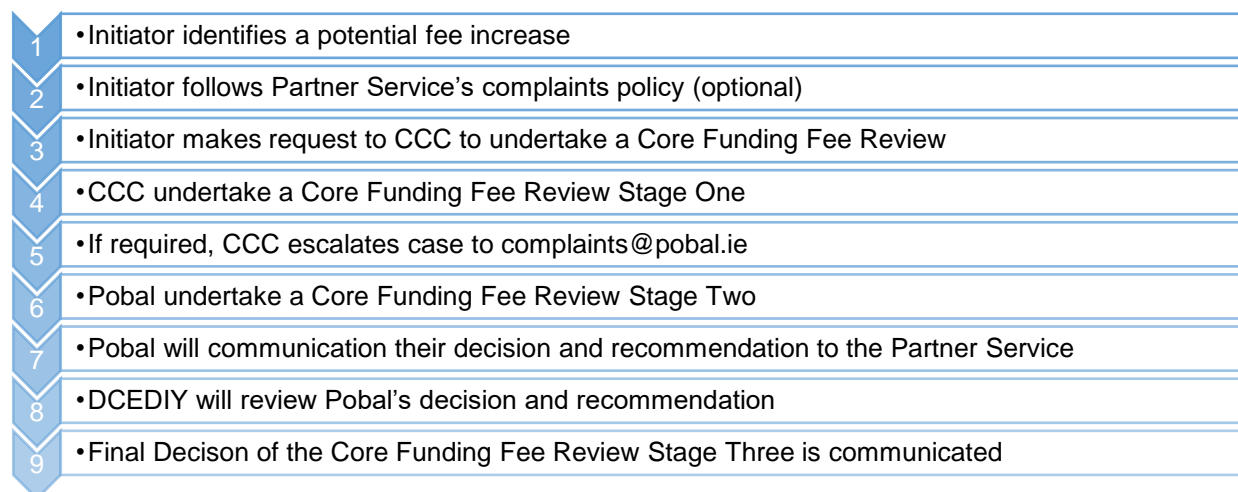 1 •Initiator identifies a potential fee increase
2 •Initiator follows Partner Service's complaints policy (optional)
3 •Initiator makes request to CCC to undertake a Core Funding Fee Review
4 •CCC undertake a Core Funding Fee Review Stage One
5 •If required, CCC escalates case to complaints@pobal.ie
6 •Pobal undertake a Core Funding Fee Review Stage Two
7 •Pobal will communication their decision and recommendation to the Partner Service
8 •DCEDIY will review Pobal's decision and recommendation
9 •Final Decison of the Core Funding Fee Review Stage Three is communicated